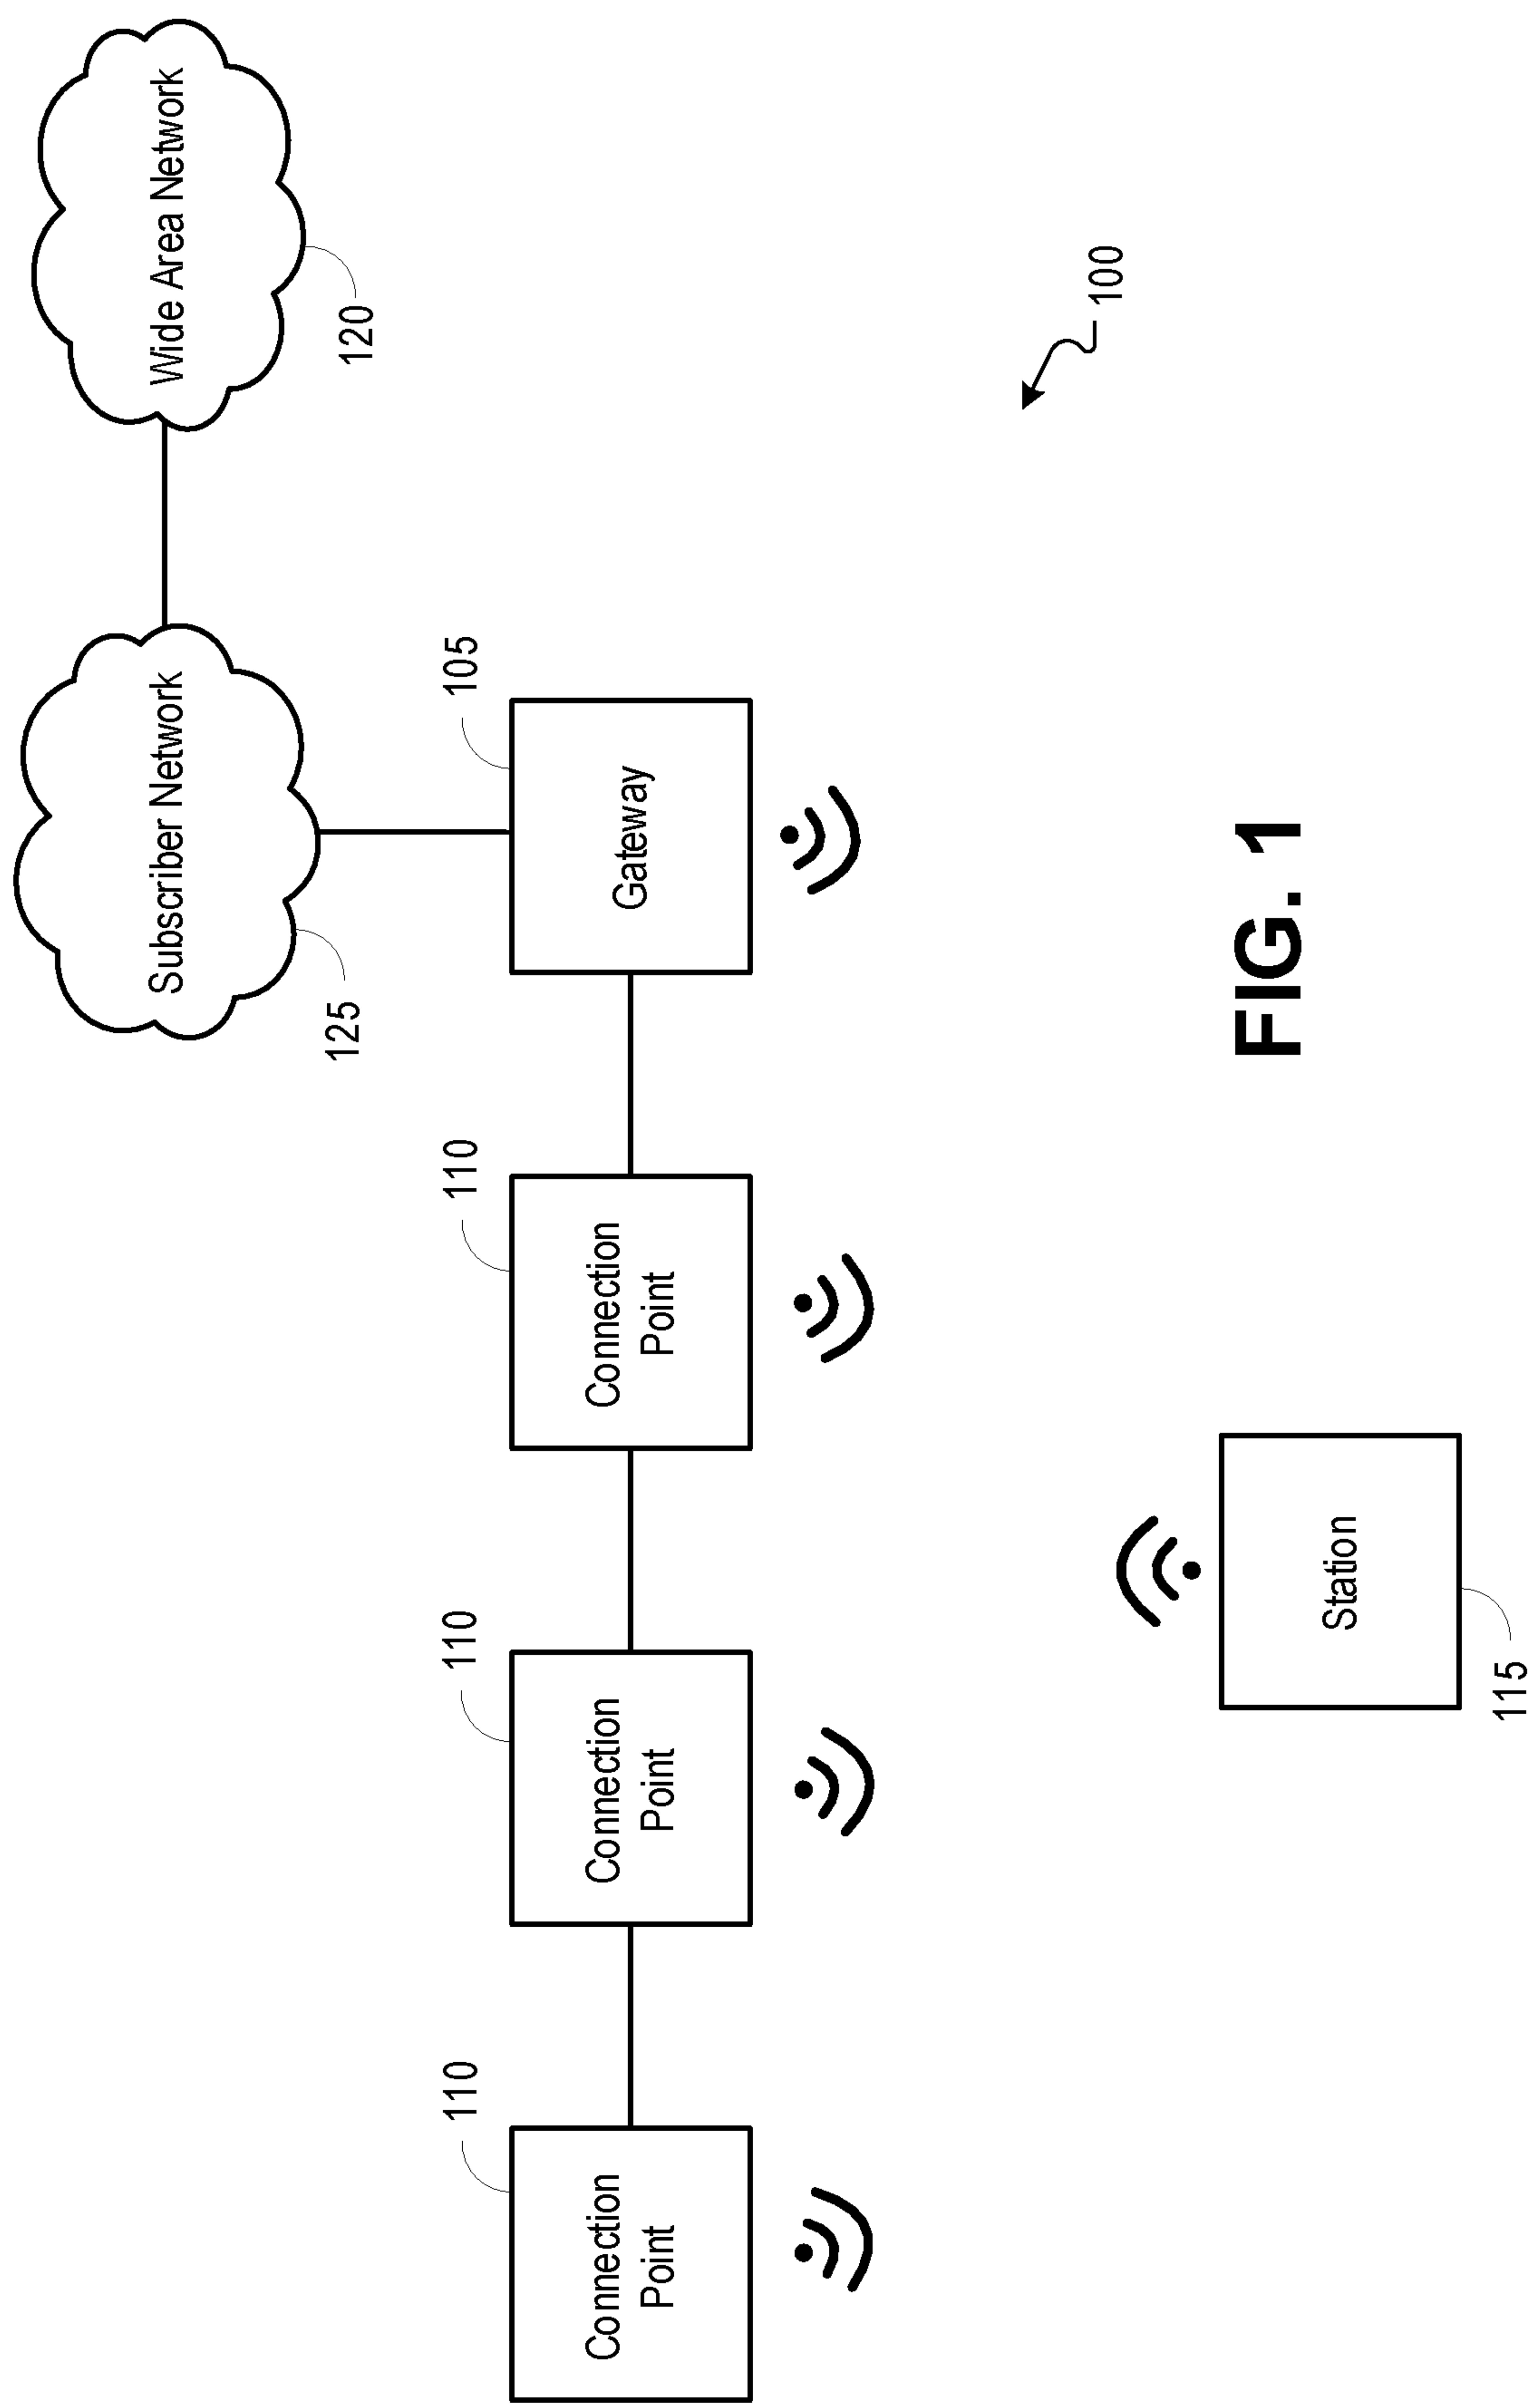 Wide Area Network
120
Subscriber Network
125
Connection
Point
110
Connection
Point
110
Connection
Point
110
Gateway
105
100
Station
115
FIG. 1